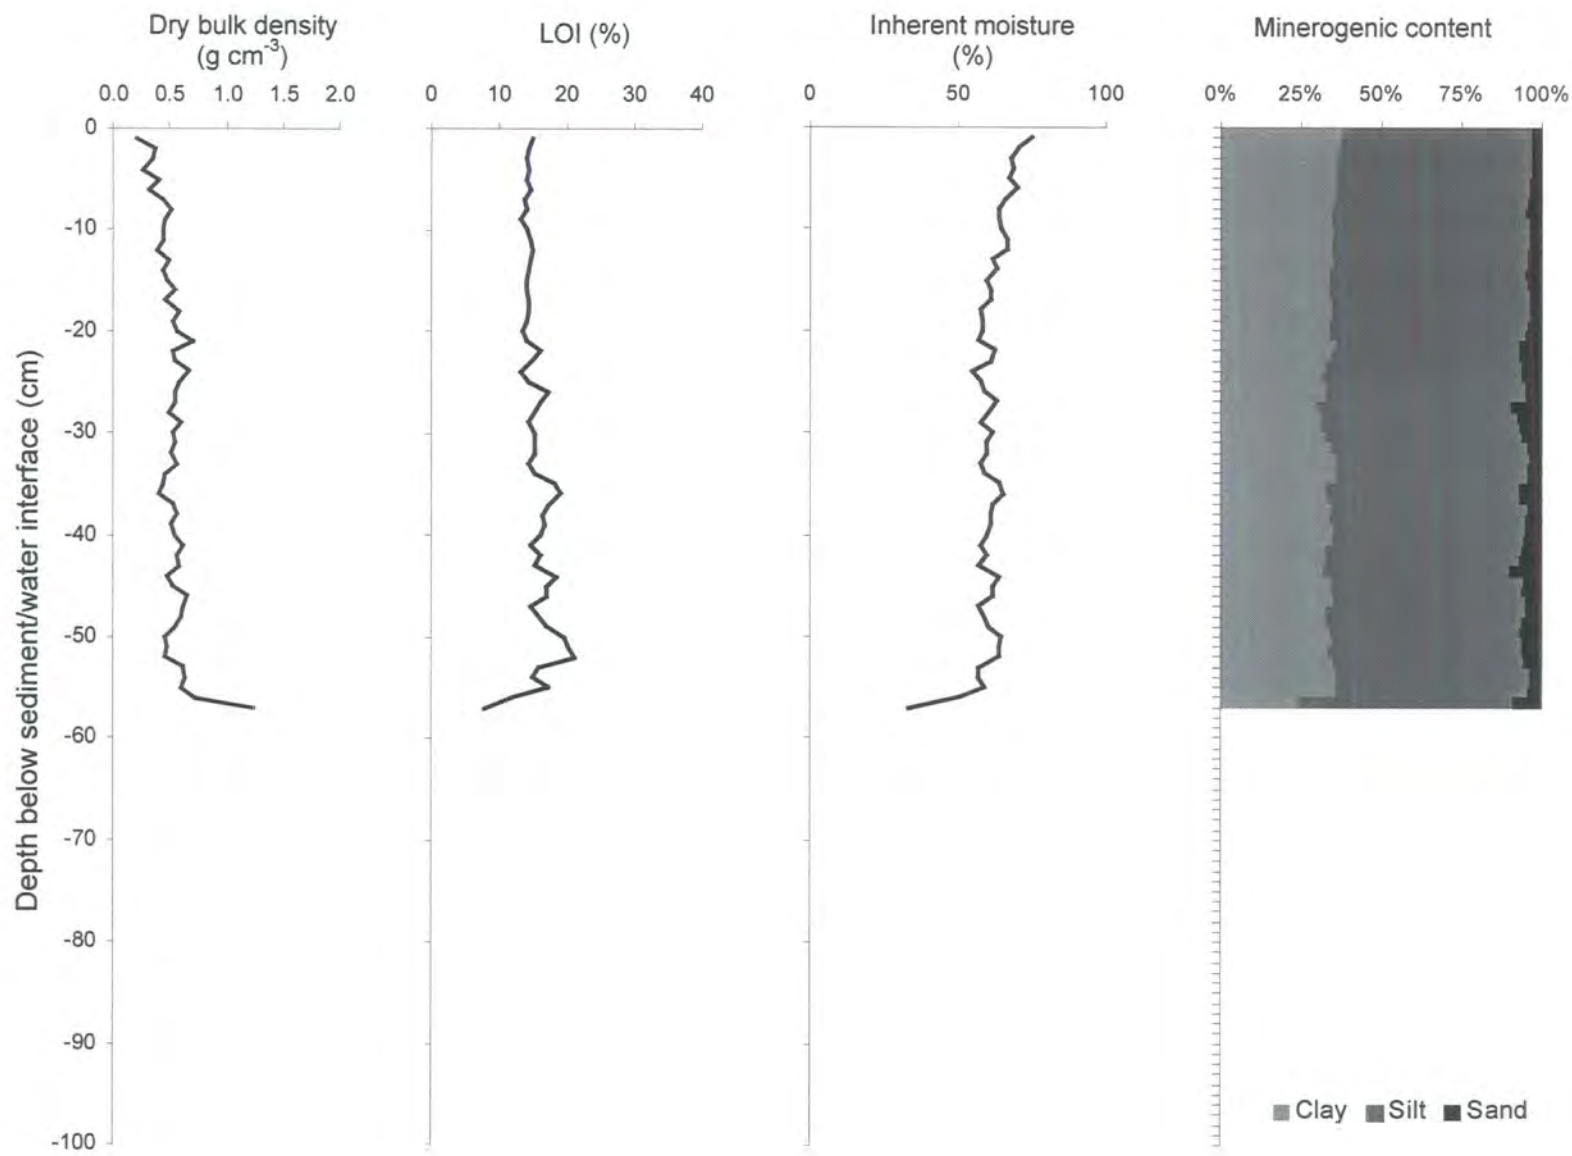 Dry bulk density
(g cm-3)
LOI (%)
Inherent moisture
(%)
Minerogenic content
0.0 0.5 1.0 1.5 2.0
0 10 20 30 40
0 50 100
0% 25% 50% 75% 100%
Depth below sediment/water interface (cm)
0
-10
-20
-30
-40
-50
-60
-70
-80
-90
-100
Clay Silt Sand